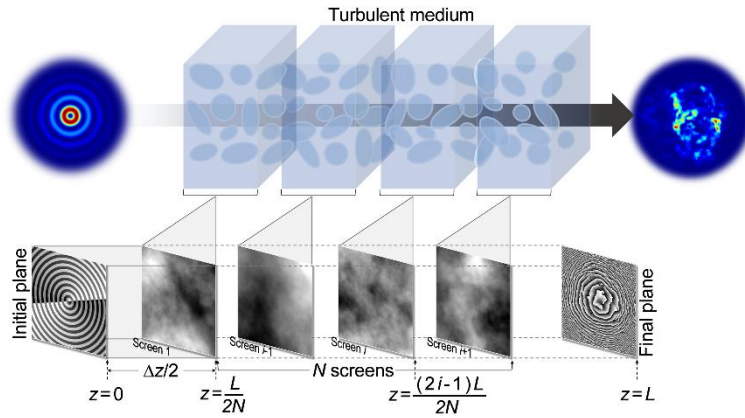 Turbulent medium
Initial plane
Screen 1
Screen i-1
Screen i
Screen i+1
Final plane
Δz/2
N screens
z=0
z=L/2N
z=(2i-1)L/2N
z=L